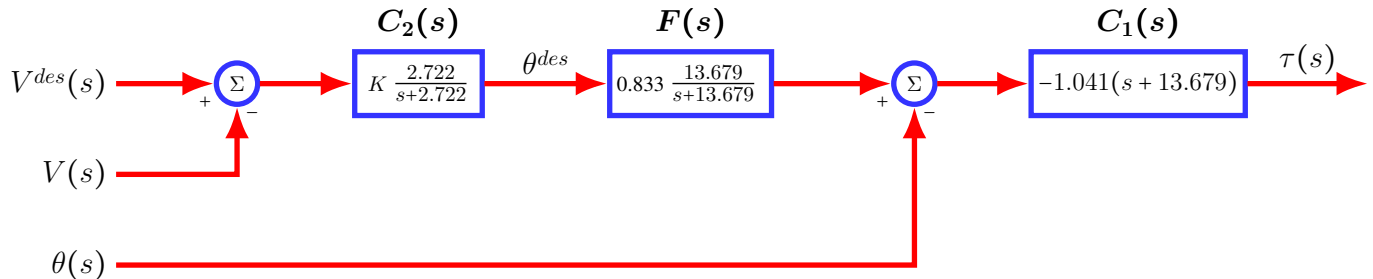 C₂(s) F(s) C₁(s)
V^{des}(s) + Σ − K 2.722/(s+2.722) θ^{des} 0.833 13.679/(s+13.679) + Σ − −1.041(s + 13.679) τ(s)
V(s)
θ(s)